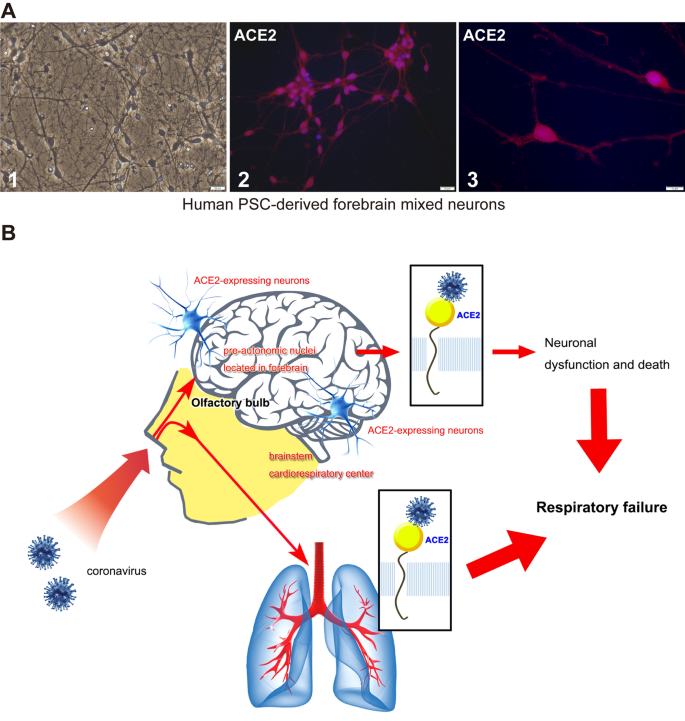 A
ACE2
ACE2
1
2
3
Human PSC-derived forebrain mixed neurons
B
ACE2-expressing neurons
ACE2
pre-autonomic nuclei
located in forebrain
Neuronal
dysfunction and death
Olfactory bulb
ACE2-expressing neurons
brainstem
cardiorespiratory center
Respiratory failure
ACE2
coronavirus